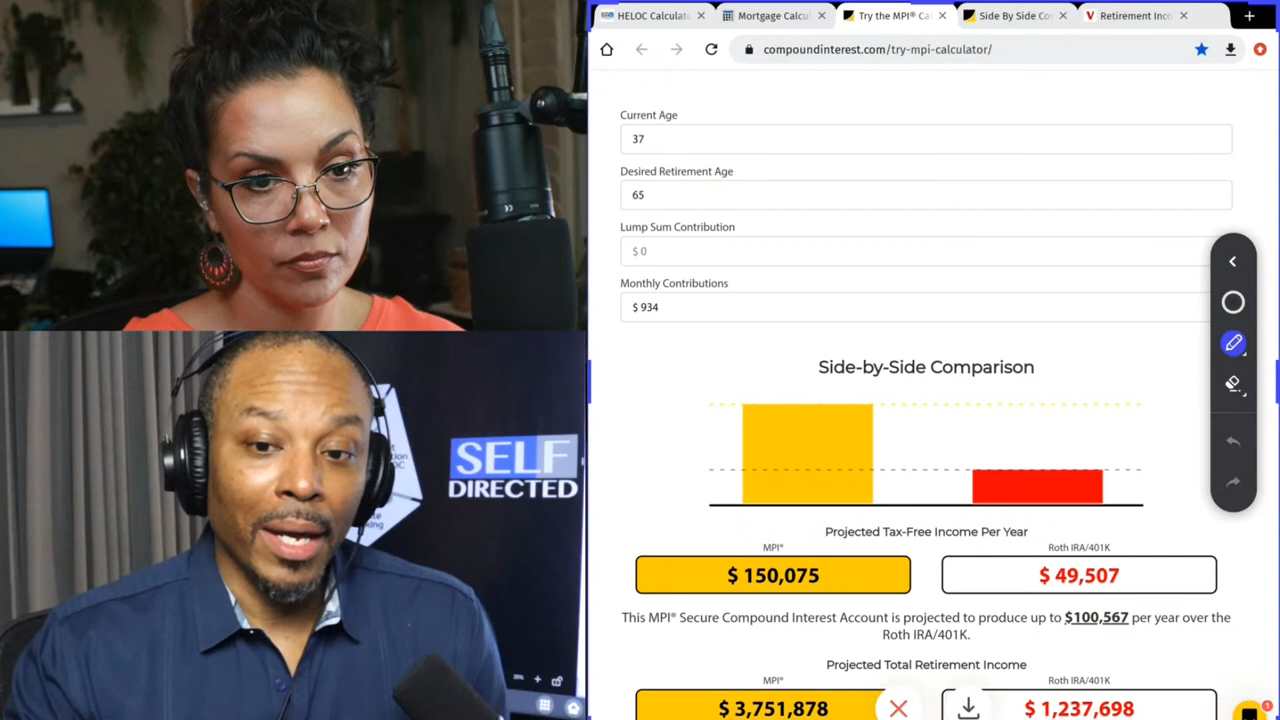 HELOC Calculat
Mortgage Calcu
Try the MPI® Ca
Side By Side Co
Retirement Inc
compoundinterest.com/try-mpi-calculator/
Current Age
37
Desired Retirement Age
65
Lump Sum Contribution
$ 0
Monthly Contributions
$ 934
Side-by-Side Comparison
Projected Tax-Free Income Per Year
MPI®
Roth IRA/401K
$ 150,075
$ 49,507
This MPI® Secure Compound Interest Account is projected to produce up to $100,567 per year over the
Roth IRA/401K.
Projected Total Retirement Income
MPI®
Roth IRA/401K
$ 3,751,878
$ 1,237,698
1
SELF
DIRECTED